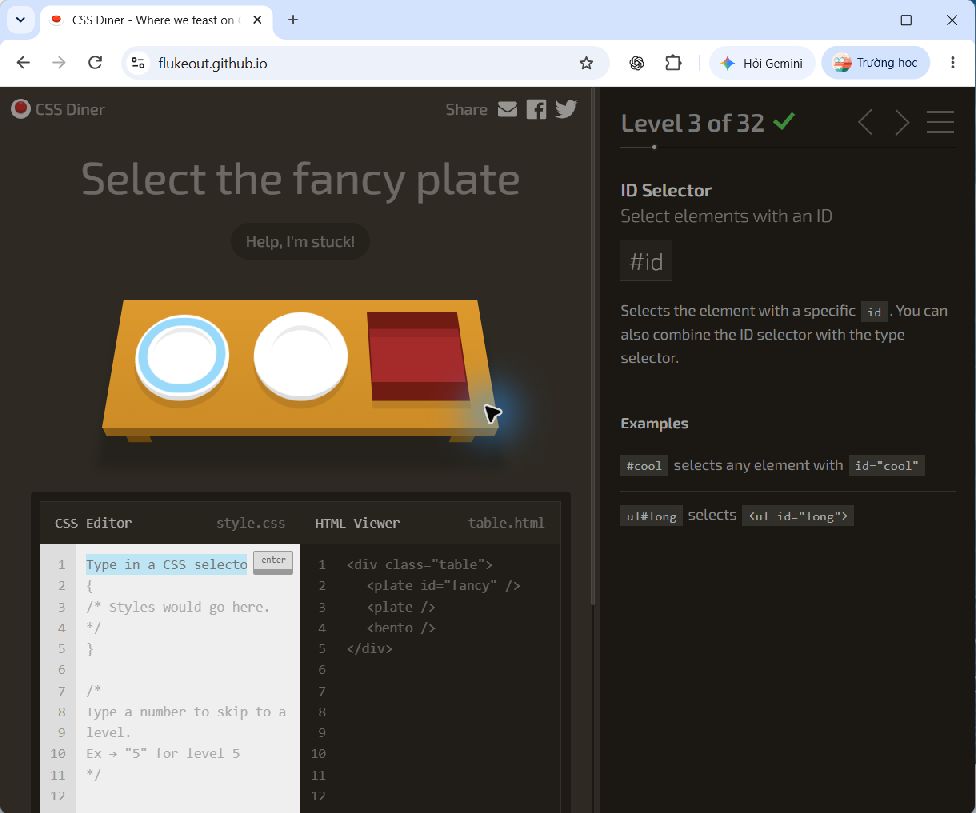 CSS Diner - Where we feast on
flukeout.github.io
Hỏi Gemini
Trường học
CSS Diner
Share
Select the fancy plate
Help, I'm stuck!
CSS Editor
style.css
HTML Viewer
table.html
1 Type in a CSS selecto
enter
2 {
3 /* Styles would go here.
4 */
5 }
6
7 /*
8 Type a number to skip to a
9 level.
10 Ex → "5" for level 5
11 */
12
1 <div class="table">
2 <plate id="fancy" />
3 <plate />
4 <bento />
5 </div>
6
7
8
9
10
11
12
Level 3 of 32
ID Selector
Select elements with an ID
#id
Selects the element with a specific id . You can
also combine the ID selector with the type
selector.
Examples
#cool selects any element with id="cool"
ul#long selects <ul id="long">